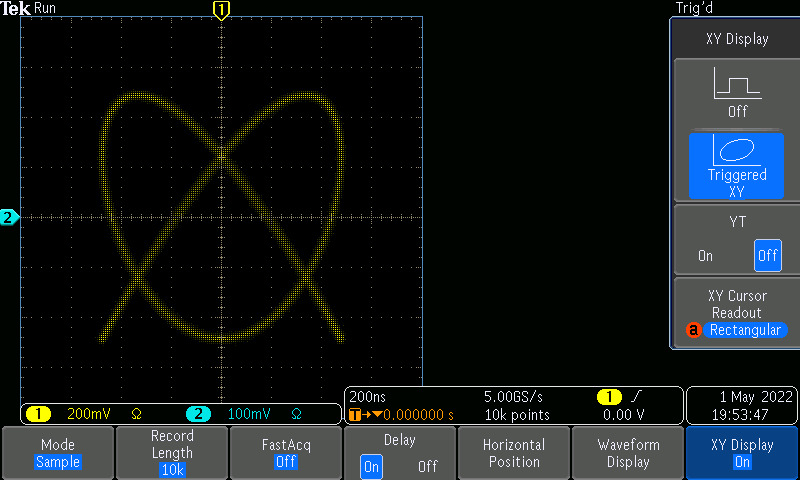 Tek Run
Trig'd
1
XY Display
Off
Triggered
XY
2
YT
On Off
XY Cursor
Readout
a Rectangular
1 200mV Ω 2 100mV Ω
200ns 5.00GS/s 1
T 0.000000 s 10k points 0.00 V
1 May 2022
19:53:47
Mode
Sample
Record
Length
10k
FastAcq
Off
Delay
On Off
Horizontal
Position
Waveform
Display
XY Display
On